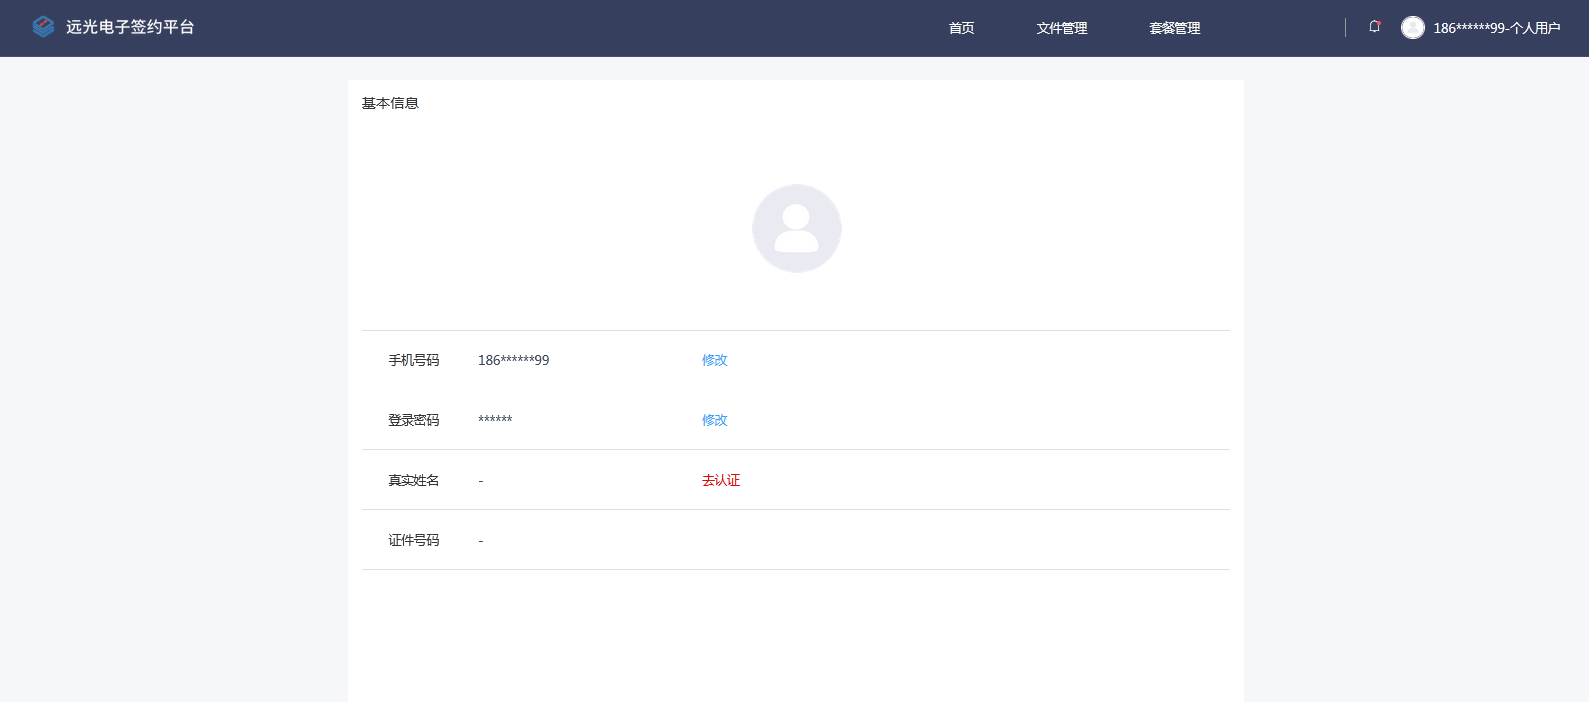 远光电子签约平台 首页 文件管理 套餐管理 186******99-个人用户
基本信息
手机号码 186******99 修改
登录密码 ****** 修改
真实姓名 - 去认证
证件号码 -